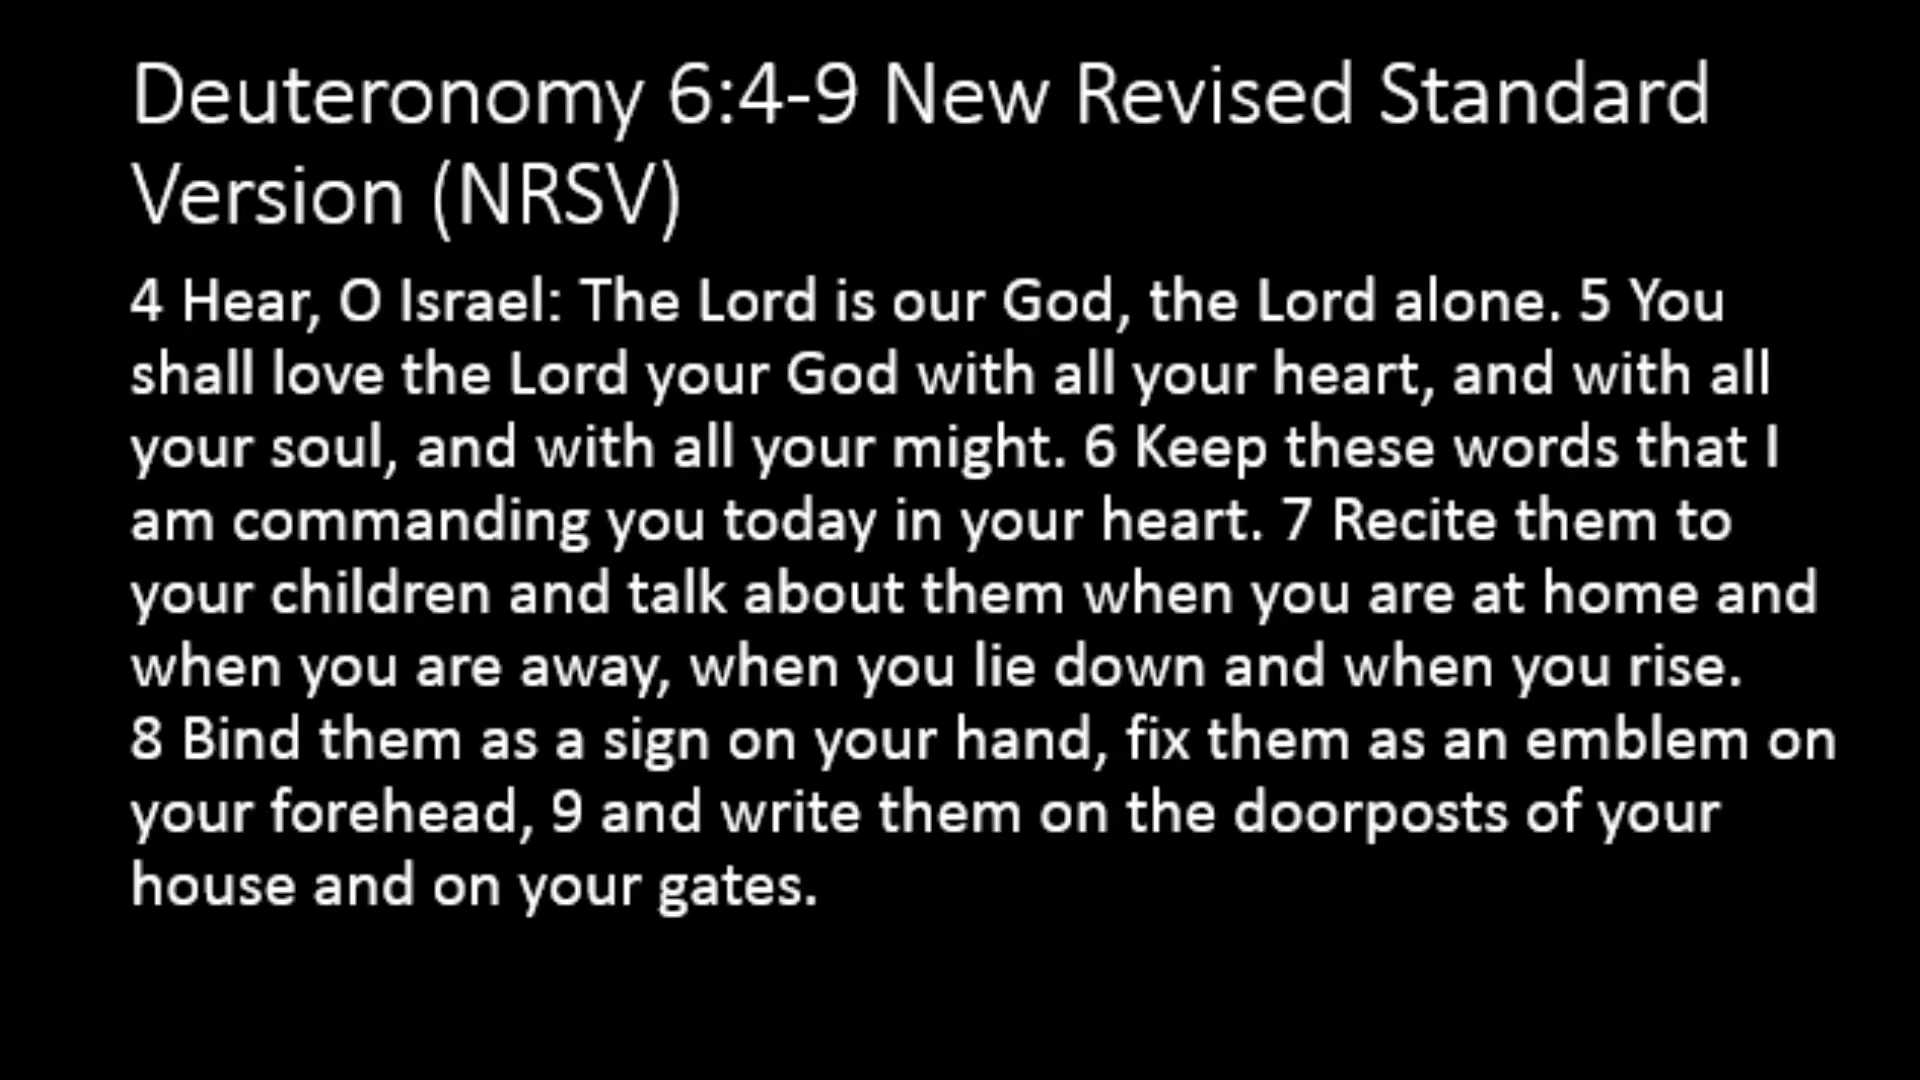 Deuteronomy 6:4-9 New Revised Standard
Version (NRSV)
4 Hear, O Israel: The Lord is our God, the Lord alone. 5 You
shall love the Lord your God with all your heart, and with all
your soul, and with all your might. 6 Keep these words that I
am commanding you today in your heart. 7 Recite them to
your children and talk about them when you are at home and
when you are away, when you lie down and when you rise.
8 Bind them as a sign on your hand, fix them as an emblem on
your forehead, 9 and write them on the doorposts of your
house and on your gates.